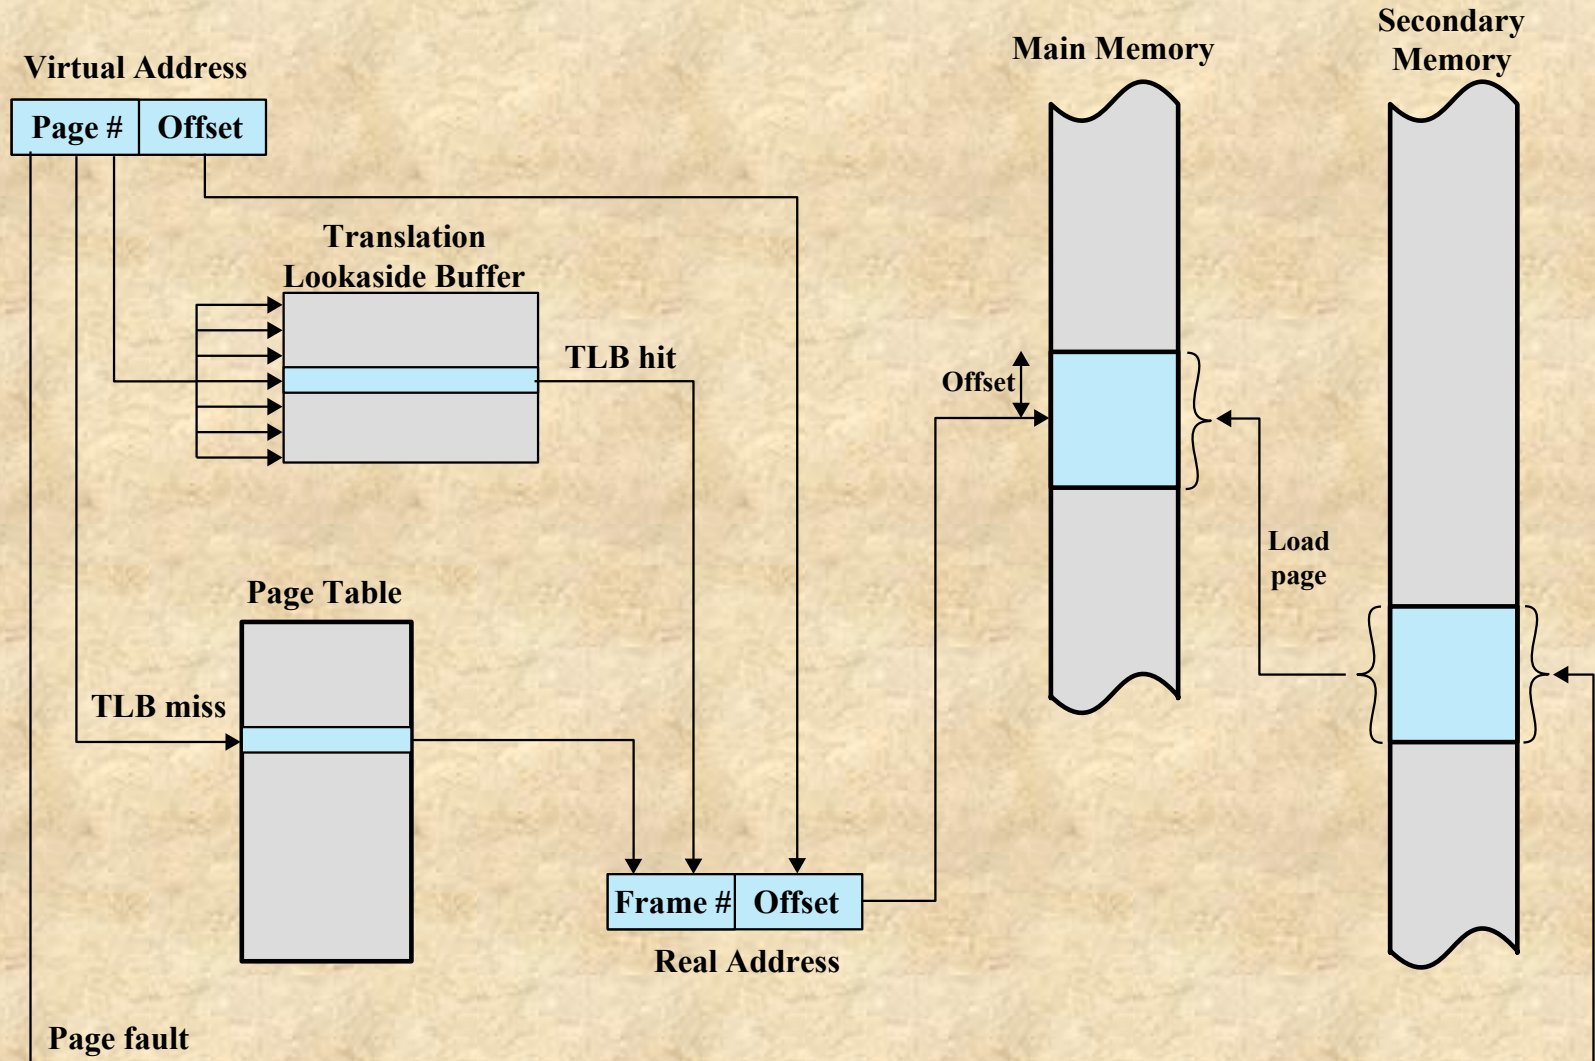 Virtual Address
Page #
Offset
Translation
Lookaside Buffer
TLB hit
Page Table
TLB miss
Frame #
Offset
Real Address
Page fault
Main Memory
Offset
Load
page
Secondary
Memory